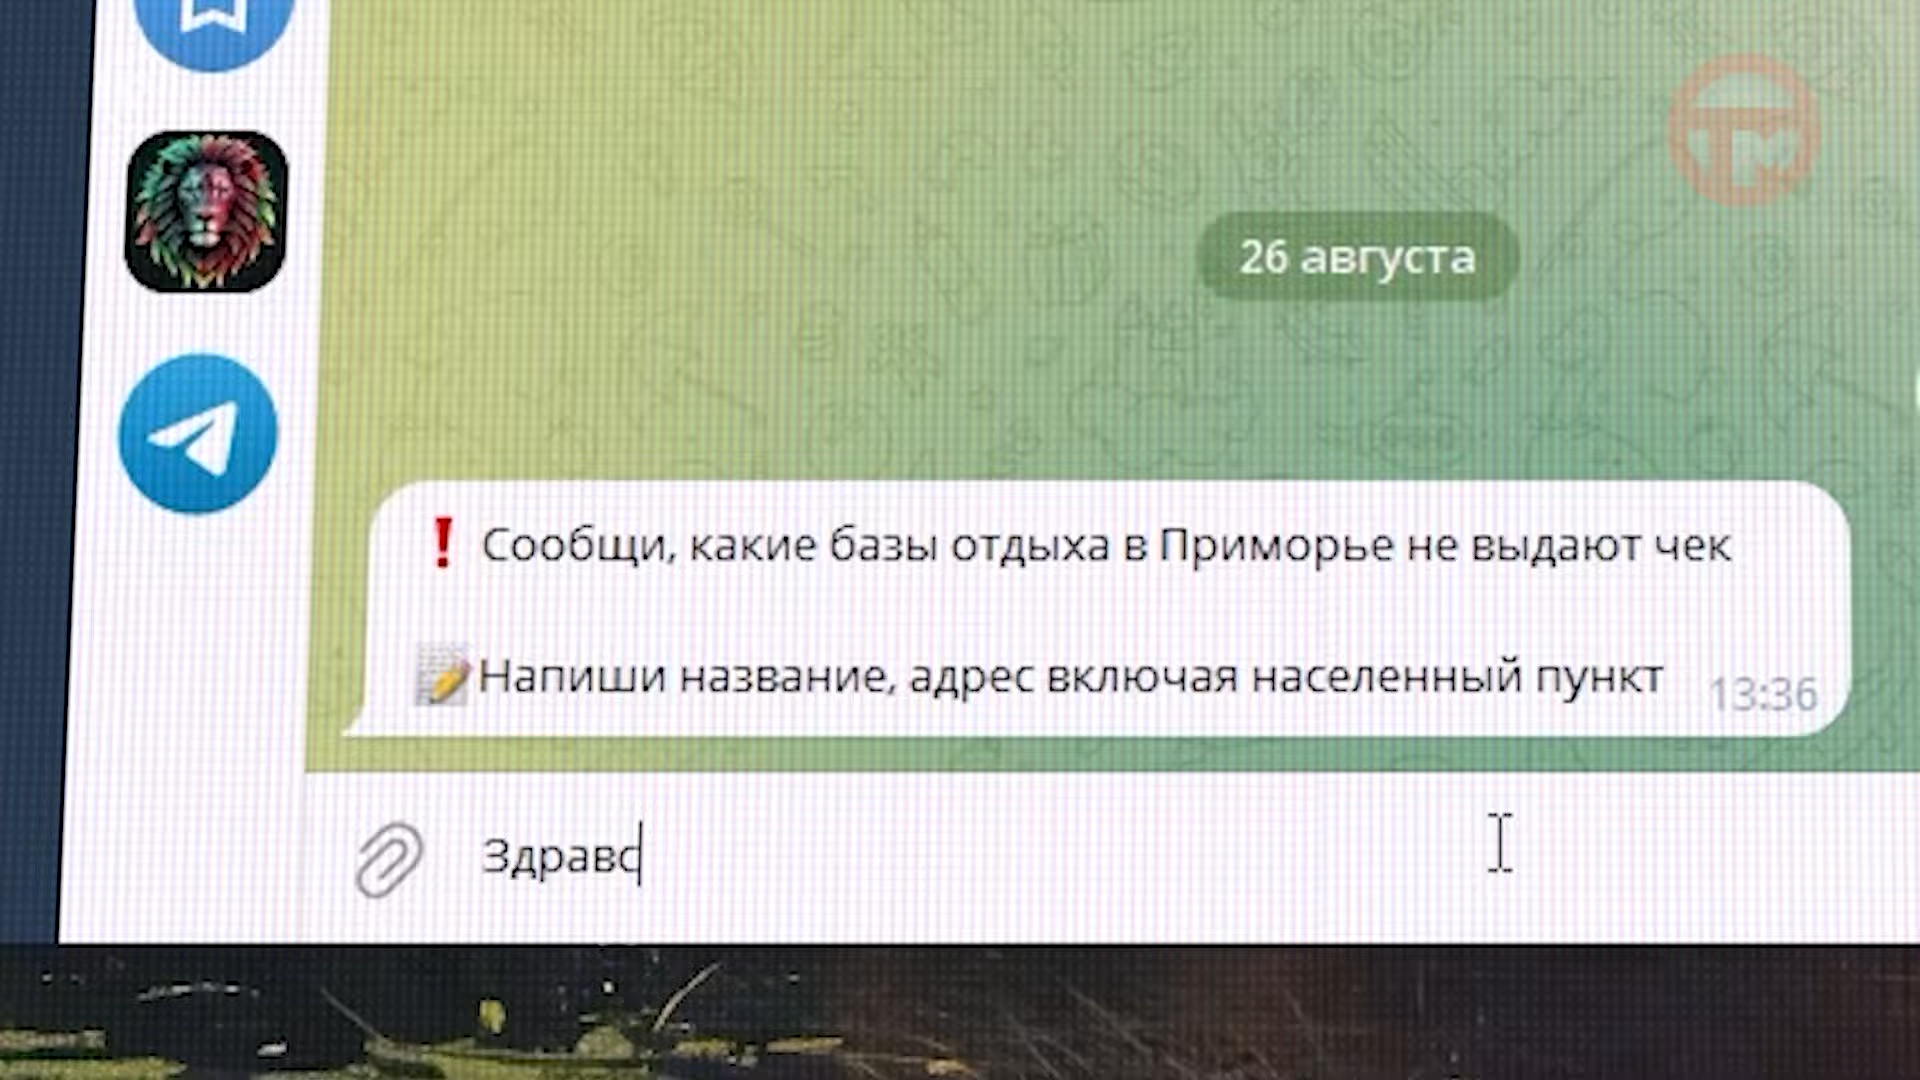 ТМ
26 августа
❗ Сообщи, какие базы отдыха в Приморье не выдают чек
📝 Напиши название, адрес включая населенный пункт
13:36
Здравс